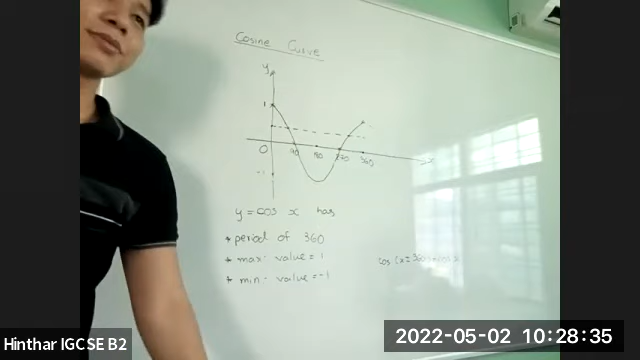 Cosine Curve
y
1
0 90 180 270 360 x
y = cos x has
* period of 360
* max. value = 1
* min. value = -1
cos (x ± 360) = cos x
Hinthar IGCSE B2
2022-05-02 10:28:35